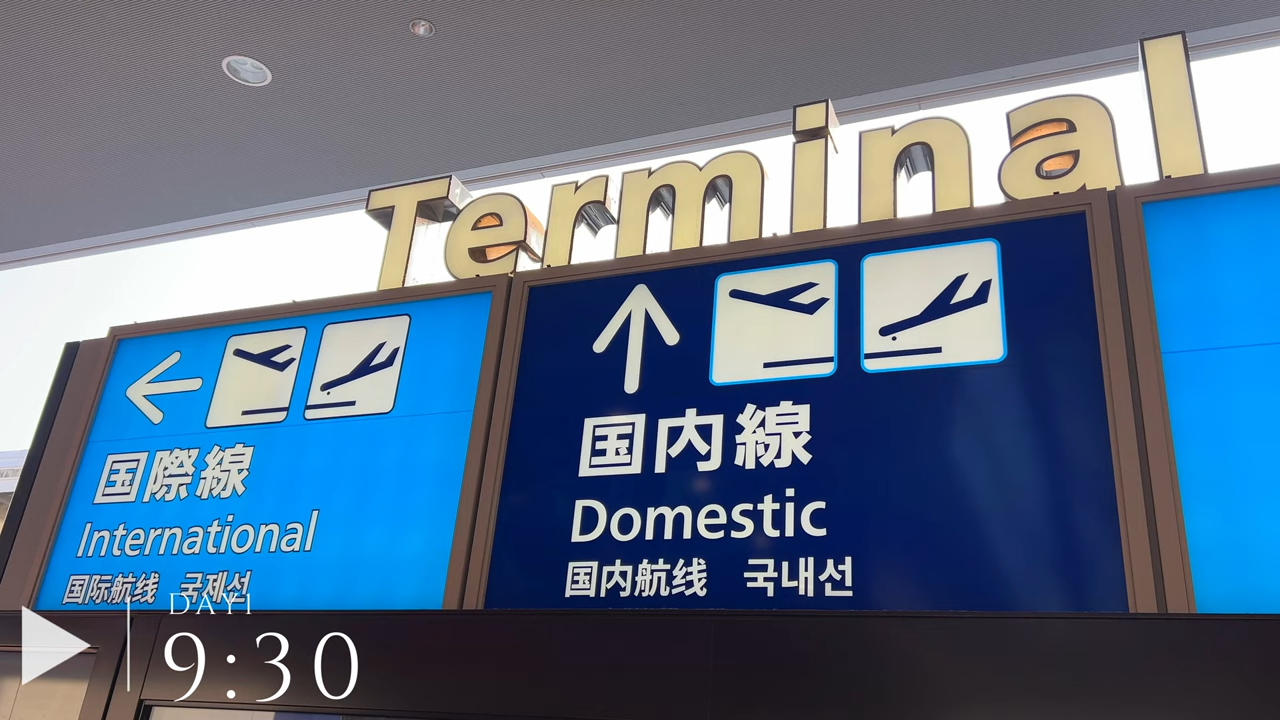 Terminal
国際線
International
国际航线 국제선
国内線
Domestic
国内航线 국내선
DAY1
9:30